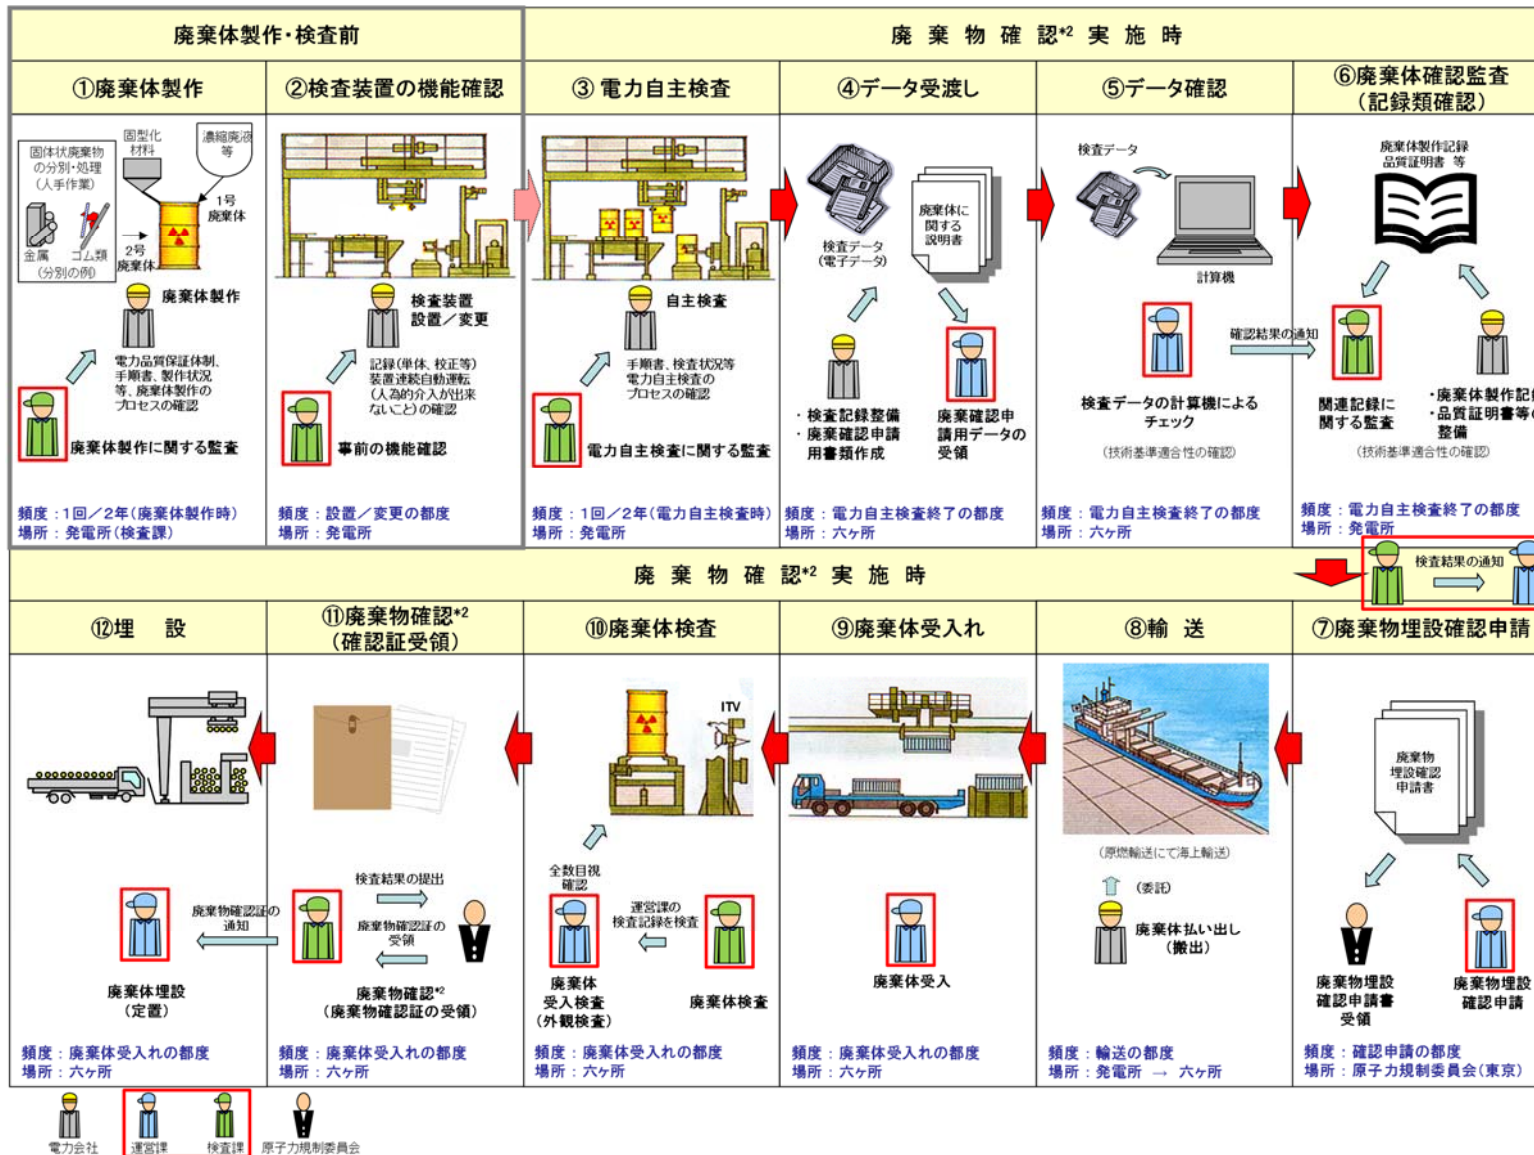 廃棄体製作・検査前
廃棄物確認*2実施時
①廃棄体製作
②検査装置の機能確認
③電力自主検査
④データ受渡し
⑤データ確認
⑥廃棄体確認監査
(記録類確認)
固体状廃棄物
の分別・処理
(人手作業)
金属
ゴム類
(分別の例)
固型化
材料
濃縮廃液
等
1号
廃棄体
2号
廃棄体
廃棄体製作
電力品質保証体制、
手順書、製作状況
等、廃棄体製作の
プロセスの確認
廃棄体製作に関する監査
頻度:1回/2年(廃棄体製作時)
場所:発電所(検査課)
検査装置
設置/変更
記録(単体、校正等)
装置連続自動運転
(人為的介入が出来
ないこと)の確認
事前の機能確認
頻度:設置/変更の都度
場所:発電所
自主検査
手順書、検査状況等
電力自主検査の
プロセスの確認
電力自主検査に関する監査
頻度:1回/2年(電力自主検査時)
場所:発電所
検査データ
(電子データ)
廃棄体に
関する
説明書
・検査記録整備
・廃棄確認申請
用書類作成
廃棄確認申
請用データの
受領
頻度:電力自主検査終了の都度
場所:六ヶ所
検査データ
計算機
確認結果の通知
検査データの計算機による
チェック
(技術基準適合性の確認)
頻度:電力自主検査終了の都度
場所:六ヶ所
廃棄体製作記録
品質証明書 等
関連記録に
関する監査
・廃棄体製作記
・品質証明書等
整備
(技術基準適合性の確認)
頻度:電力自主検査終了の都度
場所:発電所
検査結果の通知
廃棄物確認*2実施時
⑫埋 設
⑪廃棄物確認*2
(確認証受領)
⑩廃棄体検査
⑨廃棄体受入れ
⑧輸 送
⑦廃棄物埋設確認申請
廃棄物確認証の
通知
廃棄体埋設
(定置)
頻度:廃棄体受入れの都度
場所:六ヶ所
検査結果の提出
廃棄物確認証の
受領
廃棄物確認*2
(廃棄物確認証の受領)
頻度:廃棄体受入れの都度
場所:六ヶ所
ITV
全数目視
確認
運営課の
検査記録を検査
廃棄体
受入検査
(外観検査)
廃棄体検査
頻度:廃棄体受入れの都度
場所:六ヶ所
廃棄体受入
頻度:廃棄体受入れの都度
場所:六ヶ所
(原燃輸送にて海上輸送)
(委託)
廃棄体払い出し
(搬出)
頻度:輸送の都度
場所:発電所 → 六ヶ所
廃棄物
埋設確認
申請書
廃棄物埋設
確認申請書
受領
廃棄物埋設
確認申請
頻度:確認申請の都度
場所:原子力規制委員会(東京)
電力会社
運営課
検査課
原子力規制委員会